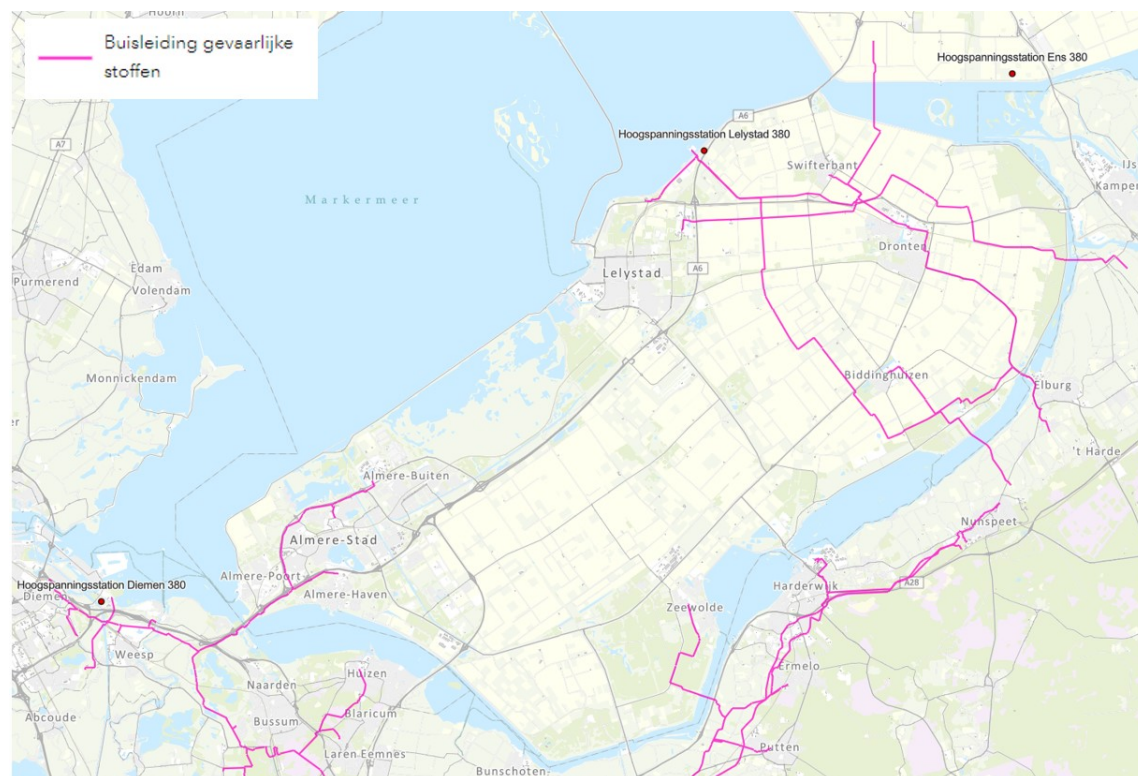 Buisleiding gevaarlijke
stoffen
Hoogspanningsstation Ens 380
A6
Hoogspanningsstation Lelystad 380
A7
Swifterbant
IJs
Kampen
Markermeer
Dronten
Edam
Volendam
Purmerend
Lelystad
A6
Monnickendam
Biddinghuizen
Elburg
't Harde
Almere-Buiten
Nunspeet
Almere-Stad
Almere-Poort
Hoogspanningsstation Diemen 380
Diemen
Almere-Haven
Harderwijk
A28
Zeewolde
Weesp
Ermelo
Naarden
Huizen
Abcoude
Bussum
Blaricum
Laren
Eemnes
Putten
Bunschoten-